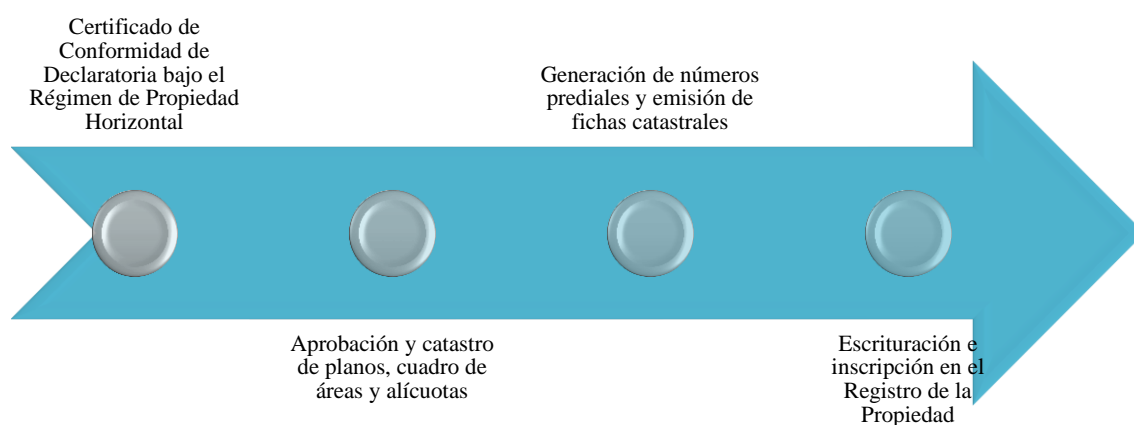 Certificado de
Conformidad de
Declaratoria bajo el
Régimen de Propiedad
Horizontal
Aprobación y catastro
de planos, cuadro de
áreas y alícuotas
Generación de números
prediales y emisión de
fichas catastrales
Escrituración e
inscripción en el
Registro de la
Propiedad